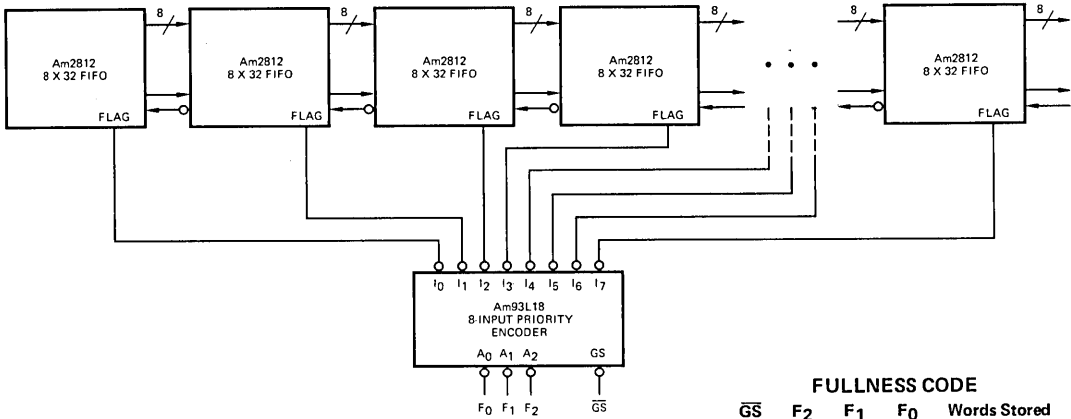 8 8 8 8 8
Am2812
8 X 32 FIFO
FLAG
Am2812
8 X 32 FIFO
FLAG
Am2812
8 X 32 FIFO
FLAG
Am2812
8 X 32 FIFO
FLAG
Am2812
8 X 32 FIFO
FLAG
I0 I1 I2 I3 I4 I5 I6 I7
Am93L18
8-INPUT PRIORITY
ENCODER
A0 A1 A2 GS
F0 F1 F2 G̅S̅
FULLNESS CODE
G̅S̅ F2 F1 F0 Words Stored